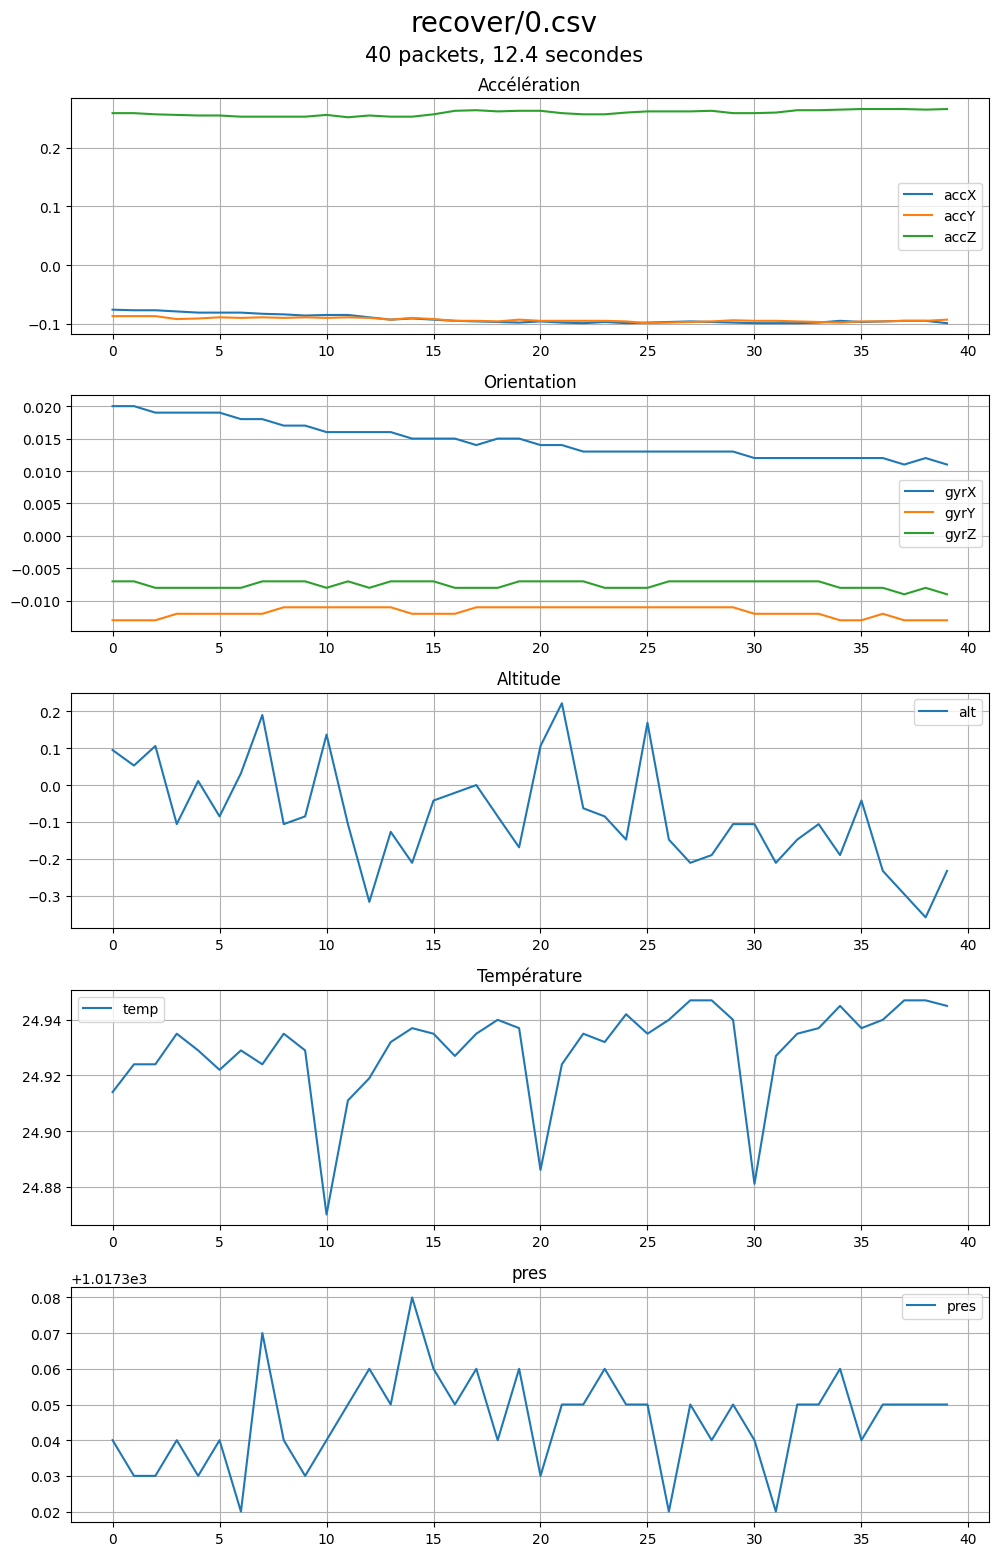 recover/0.csv
40 packets, 12.4 secondes
Accélération
0.2
0.1
0.0
−0.1
accX
accY
accZ
0 5 10 15 20 25 30 35 40
Orientation
0.020
0.015
0.010
0.005
0.000
−0.005
−0.010
gyrX
gyrY
gyrZ
0 5 10 15 20 25 30 35 40
Altitude
0.2
0.1
0.0
−0.1
−0.2
−0.3
alt
0 5 10 15 20 25 30 35 40
Température
temp
24.94
24.92
24.90
24.88
0 5 10 15 20 25 30 35 40
pres
+1.0173e3
0.08
0.07
0.06
0.05
0.04
0.03
0.02
pres
0 5 10 15 20 25 30 35 40